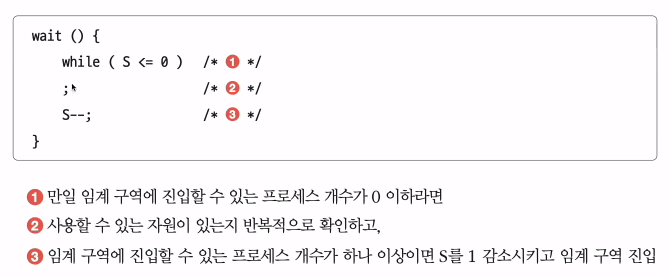 wait () {
while ( S <= 0 ) /* ❶ */
; /* ❷ */
S--; /* ❸ */
}
❶ 만일 임계 구역에 진입할 수 있는 프로세스 개수가 0 이하라면
❷ 사용할 수 있는 자원이 있는지 반복적으로 확인하고,
❸ 임계 구역에 진입할 수 있는 프로세스 개수가 하나 이상이면 S를 1 감소시키고 임계 구역 진입